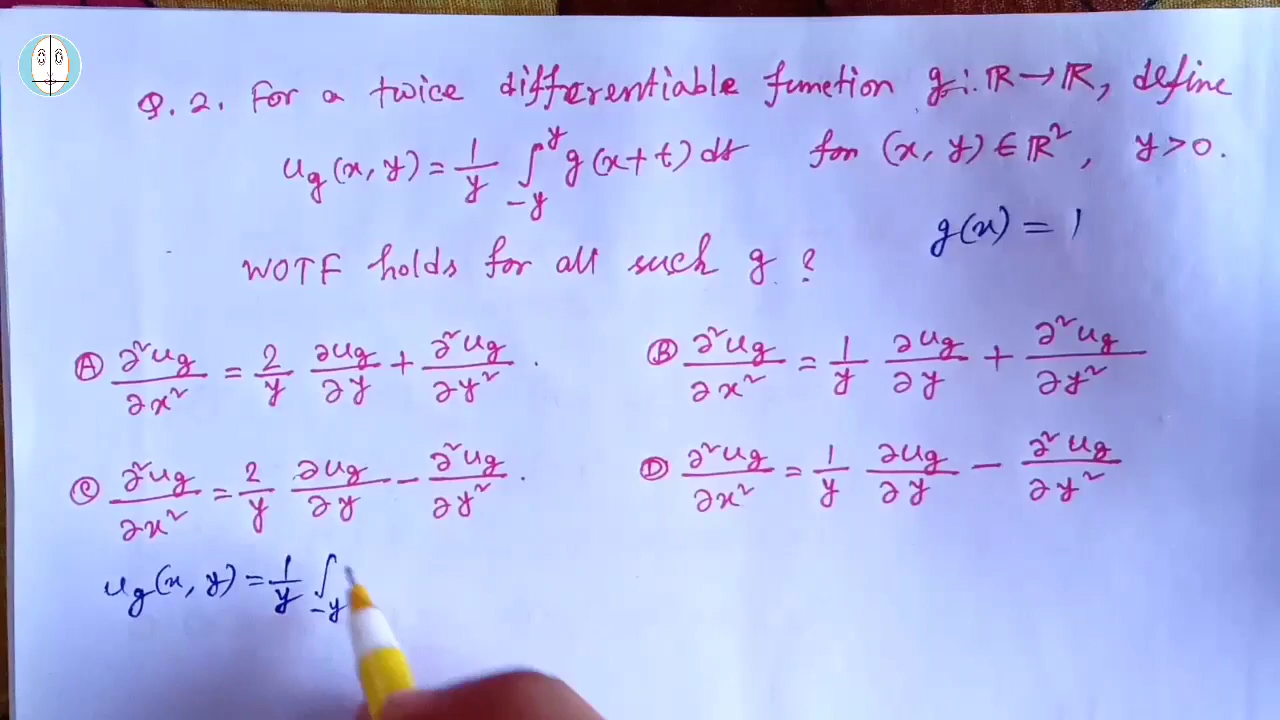 Q. 2. For a twice differentiable function g: ℝ → ℝ, define
u_g(x, y) = 1/y ∫_{-y}^{y} g(x+t) dt for (x, y) ∈ ℝ², y > 0.
g(x) = 1
WOTF holds for all such g ?
Ⓐ ∂²u_g/∂x² = 2/y ∂u_g/∂y + ∂²u_g/∂y² .
Ⓑ ∂²u_g/∂x² = 1/y ∂u_g/∂y + ∂²u_g/∂y²
Ⓒ ∂²u_g/∂x² = 2/y ∂u_g/∂y − ∂²u_g/∂y² .
Ⓓ ∂²u_g/∂x² = 1/y ∂u_g/∂y − ∂²u_g/∂y²
u_g(x, y) = 1/y ∫_{-y}